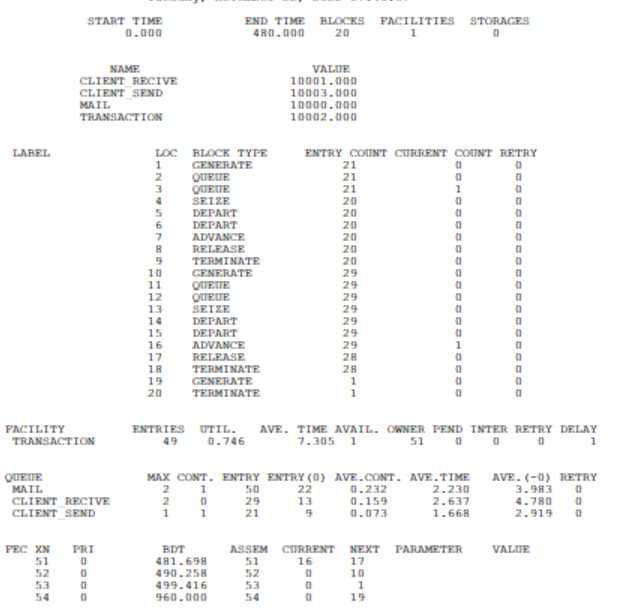 START TIME END TIME BLOCKS FACILITIES STORAGES
0.000 480.000 20 1 0
NAME VALUE
CLIENT_RECIVE 10001.000
CLIENT_SEND 10003.000
MAIL 10000.000
TRANSACTION 10002.000
LABEL LOC BLOCK TYPE ENTRY COUNT CURRENT COUNT RETRY
1 GENERATE 21 0 0
2 QUEUE 21 0 0
3 QUEUE 21 1 0
4 SEIZE 20 0 0
5 DEPART 20 0 0
6 DEPART 20 0 0
7 ADVANCE 20 0 0
8 RELEASE 20 0 0
9 TERMINATE 20 0 0
10 GENERATE 29 0 0
11 QUEUE 29 0 0
12 QUEUE 29 0 0
13 SEIZE 29 0 0
14 DEPART 29 0 0
15 DEPART 29 0 0
16 ADVANCE 29 1 0
17 RELEASE 28 0 0
18 TERMINATE 28 0 0
19 GENERATE 1 0 0
20 TERMINATE 1 0 0
FACILITY ENTRIES UTIL. AVE. TIME AVAIL. OWNER PEND INTER RETRY DELAY
TRANSACTION 49 0.746 7.305 1 51 0 0 0 1
QUEUE MAX CONT. ENTRY ENTRY(0) AVE.CONT. AVE.TIME AVE.(-0) RETRY
MAIL 2 1 50 22 0.232 2.230 3.983 0
CLIENT_RECIVE 2 0 29 13 0.159 2.637 4.780 0
CLIENT_SEND 1 1 21 9 0.073 1.668 2.919 0
FEC XN PRI BDT ASSEM CURRENT NEXT PARAMETER VALUE
51 0 481.698 51 16 17
52 0 490.258 52 0 10
53 0 499.416 53 0 1
54 0 960.000 54 0 19